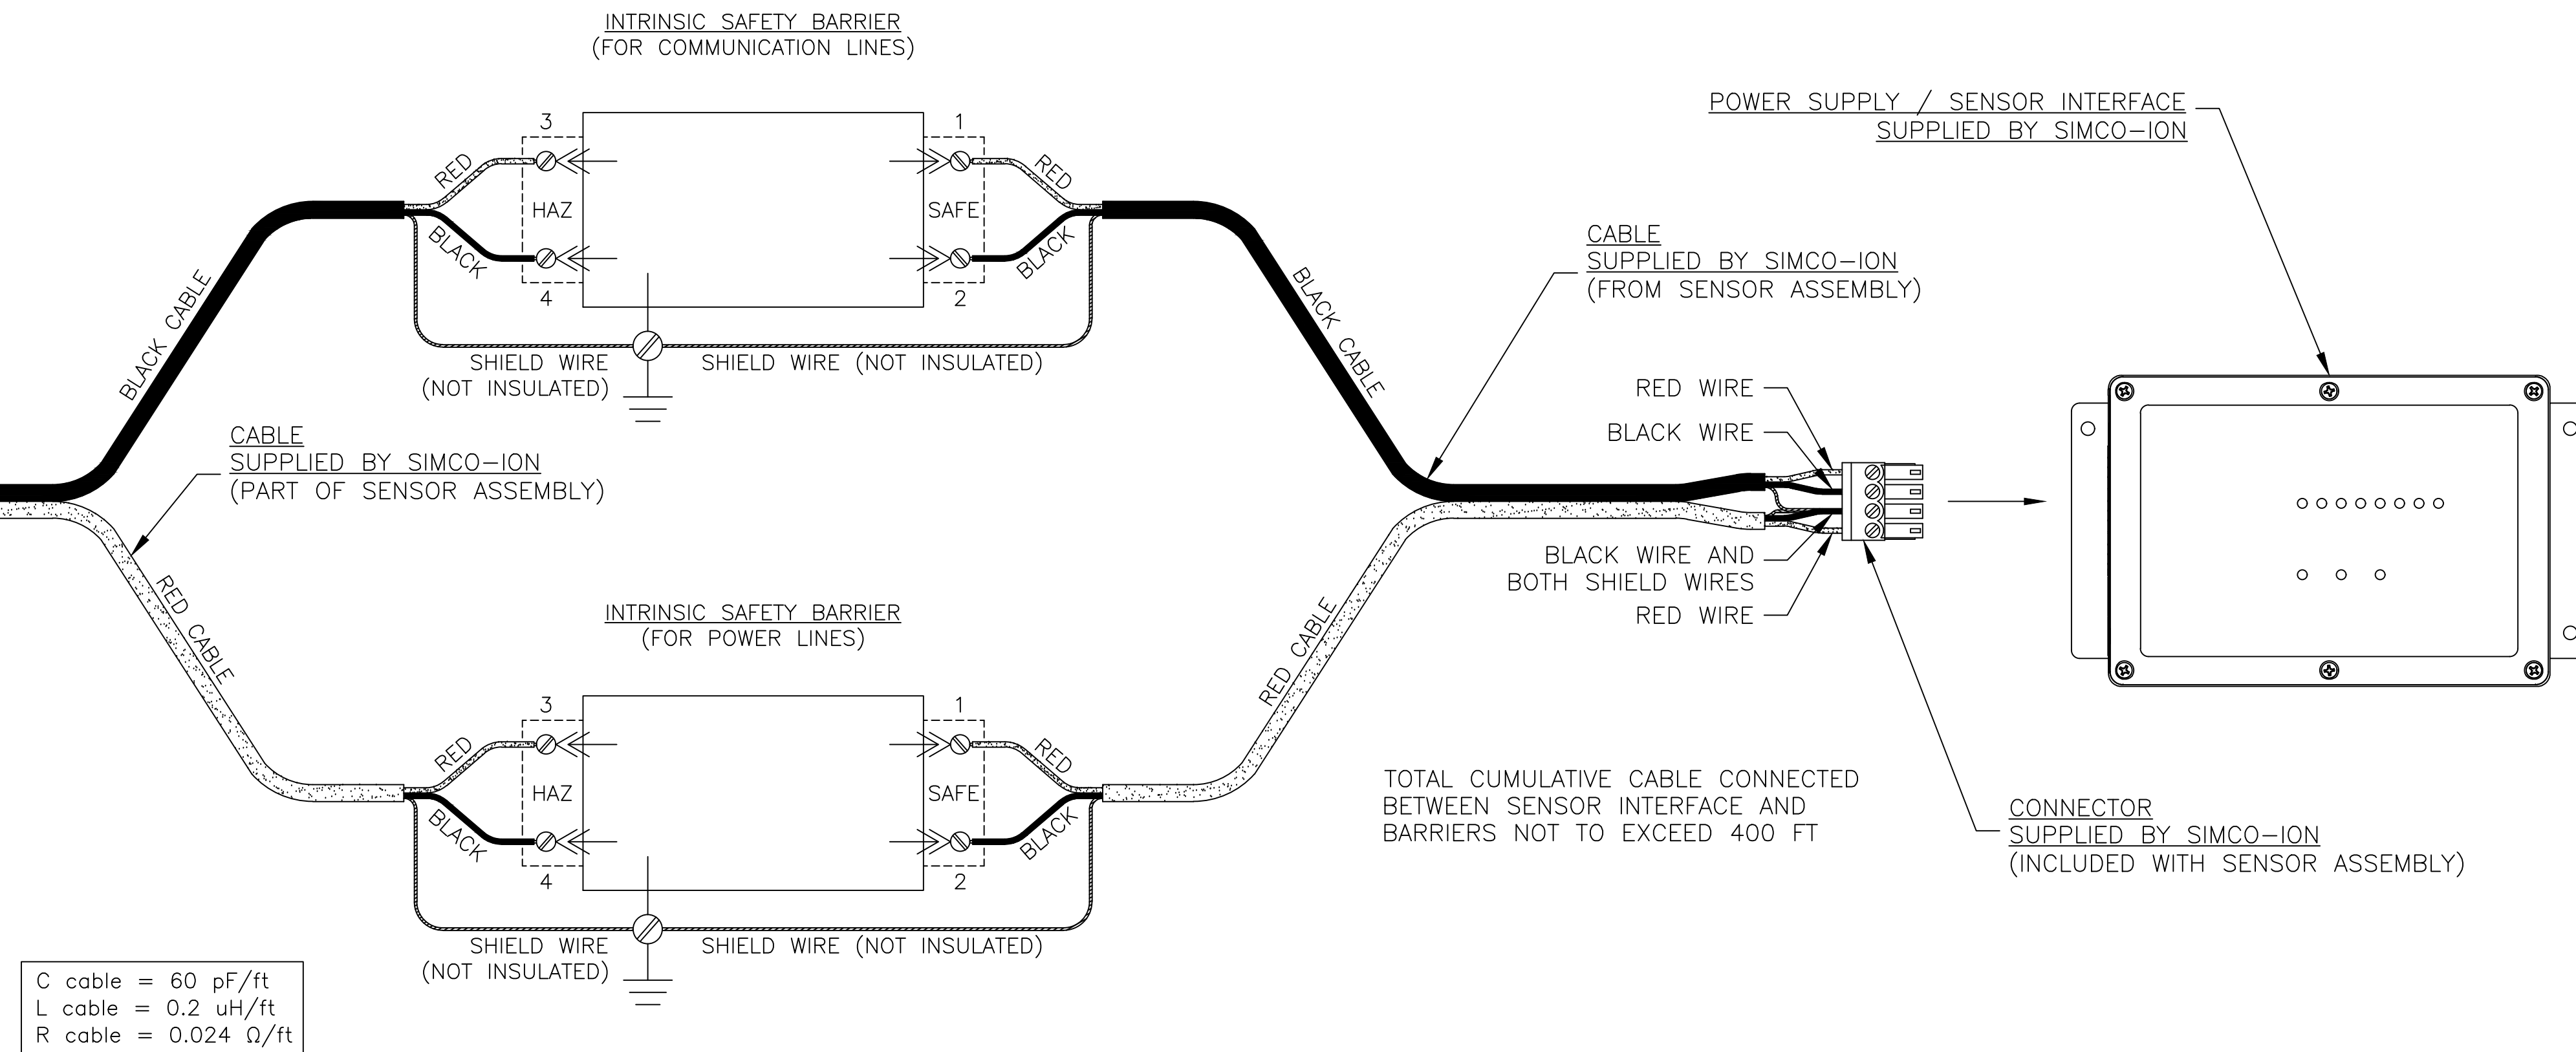 INTRINSIC SAFETY BARRIER
(FOR COMMUNICATION LINES)
3
1
RED
RED
HAZ
SAFE
BLACK
BLACK
4
2
SHIELD WIRE
(NOT INSULATED)
SHIELD WIRE (NOT INSULATED)
BLACK CABLE
BLACK CABLE
POWER SUPPLY / SENSOR INTERFACE
SUPPLIED BY SIMCO-ION
CABLE
SUPPLIED BY SIMCO-ION
(FROM SENSOR ASSEMBLY)
CABLE
SUPPLIED BY SIMCO-ION
(PART OF SENSOR ASSEMBLY)
RED WIRE
BLACK WIRE
BLACK WIRE AND
BOTH SHIELD WIRES
RED WIRE
RED CABLE
RED CABLE
INTRINSIC SAFETY BARRIER
(FOR POWER LINES)
3
1
RED
RED
HAZ
SAFE
BLACK
BLACK
4
2
SHIELD WIRE
(NOT INSULATED)
SHIELD WIRE (NOT INSULATED)
TOTAL CUMULATIVE CABLE CONNECTED
BETWEEN SENSOR INTERFACE AND
BARRIERS NOT TO EXCEED 400 FT
CONNECTOR
SUPPLIED BY SIMCO-ION
(INCLUDED WITH SENSOR ASSEMBLY)
C cable = 60 pF/ft
L cable = 0.2 uH/ft
R cable = 0.024 Ω/ft